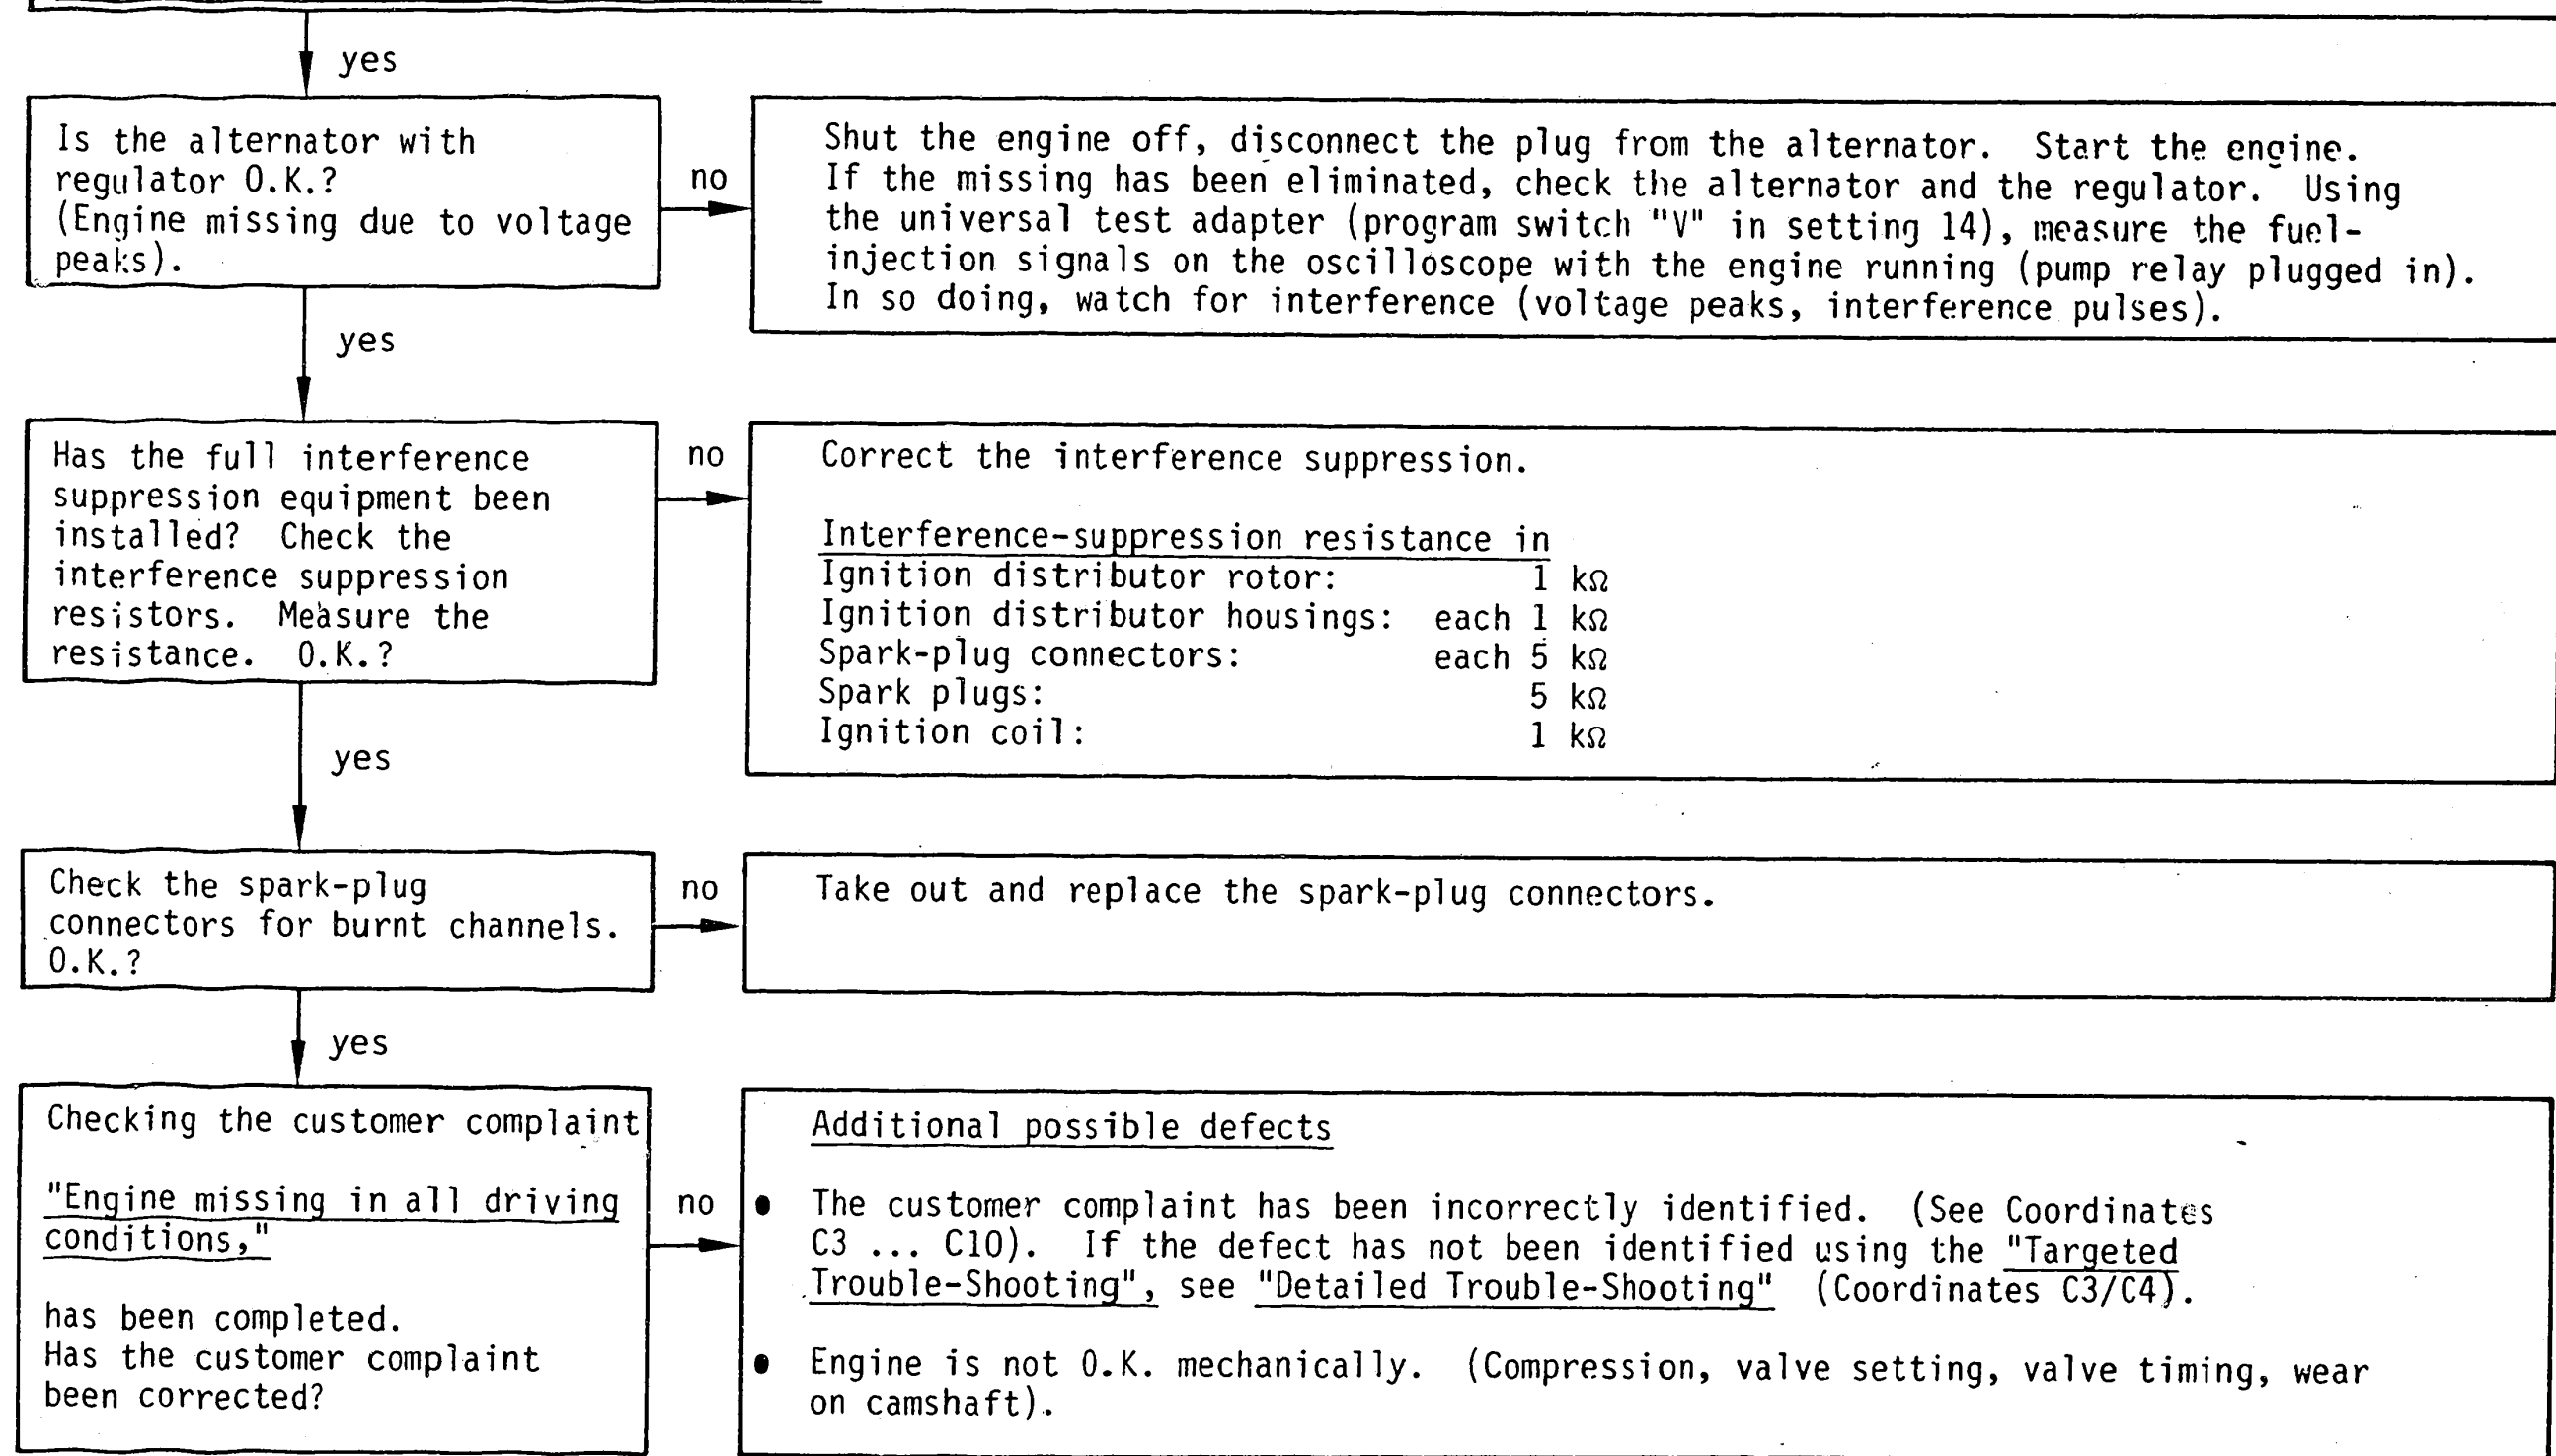 yes
Is the alternator with
regulator O.K.?
(Engine missing due to voltage
peaks).
no
Shut the engine off, disconnect the plug from the alternator. Start the engine.
If the missing has been eliminated, check the alternator and the regulator. Using
the universal test adapter (program switch "V" in setting 14), measure the fuel-
injection signals on the oscilloscope with the engine running (pump relay plugged in).
In so doing, watch for interference (voltage peaks, interference pulses).
yes
Has the full interference
suppression equipment been
installed? Check the
interference suppression
resistors. Measure the
resistance. O.K.?
no
Correct the interference suppression.
Interference-suppression resistance in
Ignition distributor rotor: 1 kΩ
Ignition distributor housings: each 1 kΩ
Spark-plug connectors: each 5 kΩ
Spark plugs: 5 kΩ
Ignition coil: 1 kΩ
yes
Check the spark-plug
connectors for burnt channels.
O.K.?
no
Take out and replace the spark-plug connectors.
yes
Checking the customer complaint
"Engine missing in all driving
conditions,"
has been completed.
Has the customer complaint
been corrected?
no
Additional possible defects
● The customer complaint has been incorrectly identified. (See Coordinates
C3 ... C10). If the defect has not been identified using the "Targeted
Trouble-Shooting", see "Detailed Trouble-Shooting" (Coordinates C3/C4).
● Engine is not O.K. mechanically. (Compression, valve setting, valve timing, wear
on camshaft).